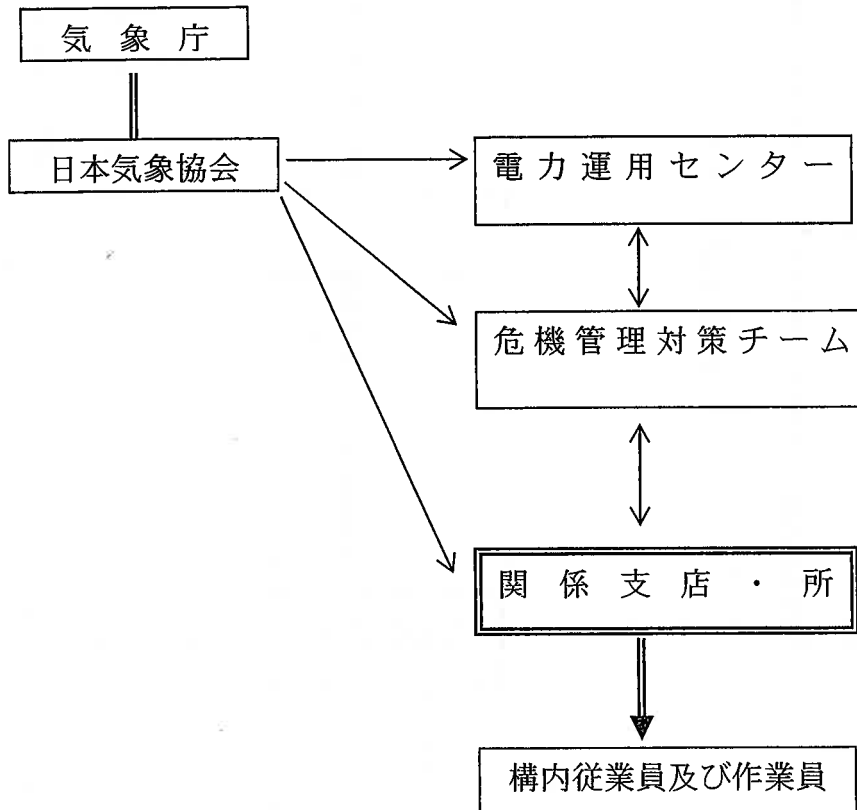 気象庁
日本気象協会
電力運用センター
危機管理対策チーム
関係支店・所
構内従業員及び作業員